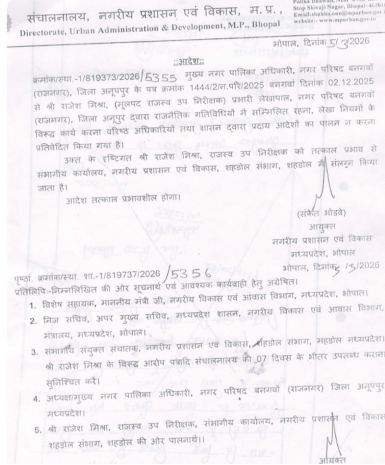 संचालनालय, नगरीय प्रशासन एवं विकास, म.प्र.,
Directorate, Urban Administration & Development, M.P., Bhopal
Shivaji Nagar, Bhopal
भोपाल, दिनांक 5/3/2026
::आदेश::
क्रमांक/स्था.-1/819373/2026/5355 मुख्य नगर पालिका अधिकारी, नगर परिषद बनगवॉ
(राजनगर), जिला अनूपपुर के पत्र क्रमांक 1444/2/न.परि/2025 बनगवॉ दिनांक 02.12.2025
से श्री राजेश मिश्रा, (मूलपद राजस्व उप निरीक्षक) प्रभारी लेखापाल, नगर परिषद बनगवॉ
(राजनगर), जिला अनूपपुर द्वारा राजनैतिक गतिविधियों में सम्मिलित रहना, लेखा नियमों के
विरूद्ध कार्य करना वरिष्ठ अधिकारियों तथा शासन द्वारा प्रदाय आदेशों का पालन न करना
प्रतिवेदित किया गया है।
उक्त के दृष्टिगत श्री राजेश मिश्रा, राजस्व उप निरीक्षक को तत्काल प्रभाव से
संभागीय कार्यालय, नगरीय प्रशासन एवं विकास, शहडोल संभाग, शहडोल में संलग्न किया
जाता है।
आदेश तत्काल प्रभावशील होगा।
(संकेत भोंडवे)
आयुक्त
नगरीय प्रशासन एवं विकास
मध्यप्रदेश, भोपाल
पृष्ठां. क्रमांक/स्था. शा.-1/819737/2026 /5356 भोपाल, दिनांक 5/3/2026
प्रतिलिपि:-निम्नलिखित की ओर सूचनार्थ एवं आवश्यक कार्यवाही हेतु अग्रेषित।
1. विशेष सहायक, माननीय मंत्री जी, नगरीय विकास एवं आवास विभाग, मध्यप्रदेश, भोपाल।
2. निज सचिव, अपर मुख्य सचिव, मध्यप्रदेश शासन, नगरीय विकास एवं आवास विभाग,
मंत्रालय, मध्यप्रदेश, भोपाल।
3. संभागीय संयुक्त संचालक, नगरीय प्रशासन एवं विकास, शहडोल संभाग, शहडोल मध्यप्रदेश।
श्री राजेश मिश्रा के विरूद्ध आरोप पत्रादि संचालनालय को 07 दिवस के भीतर उपलब्ध कराना
सुनिश्चित करें।
4. अध्यक्ष/मुख्य नगर पालिका अधिकारी, नगर परिषद बनगवॉ (राजनगर) जिला अनूपपुर
मध्यप्रदेश।
5. श्री राजेश मिश्रा, राजस्व उप निरीक्षक, संभागीय कार्यालय, नगरीय प्रशासन एवं विकास
शहडोल संभाग, शहडोल की ओर पालनार्थ।।
आयुक्त